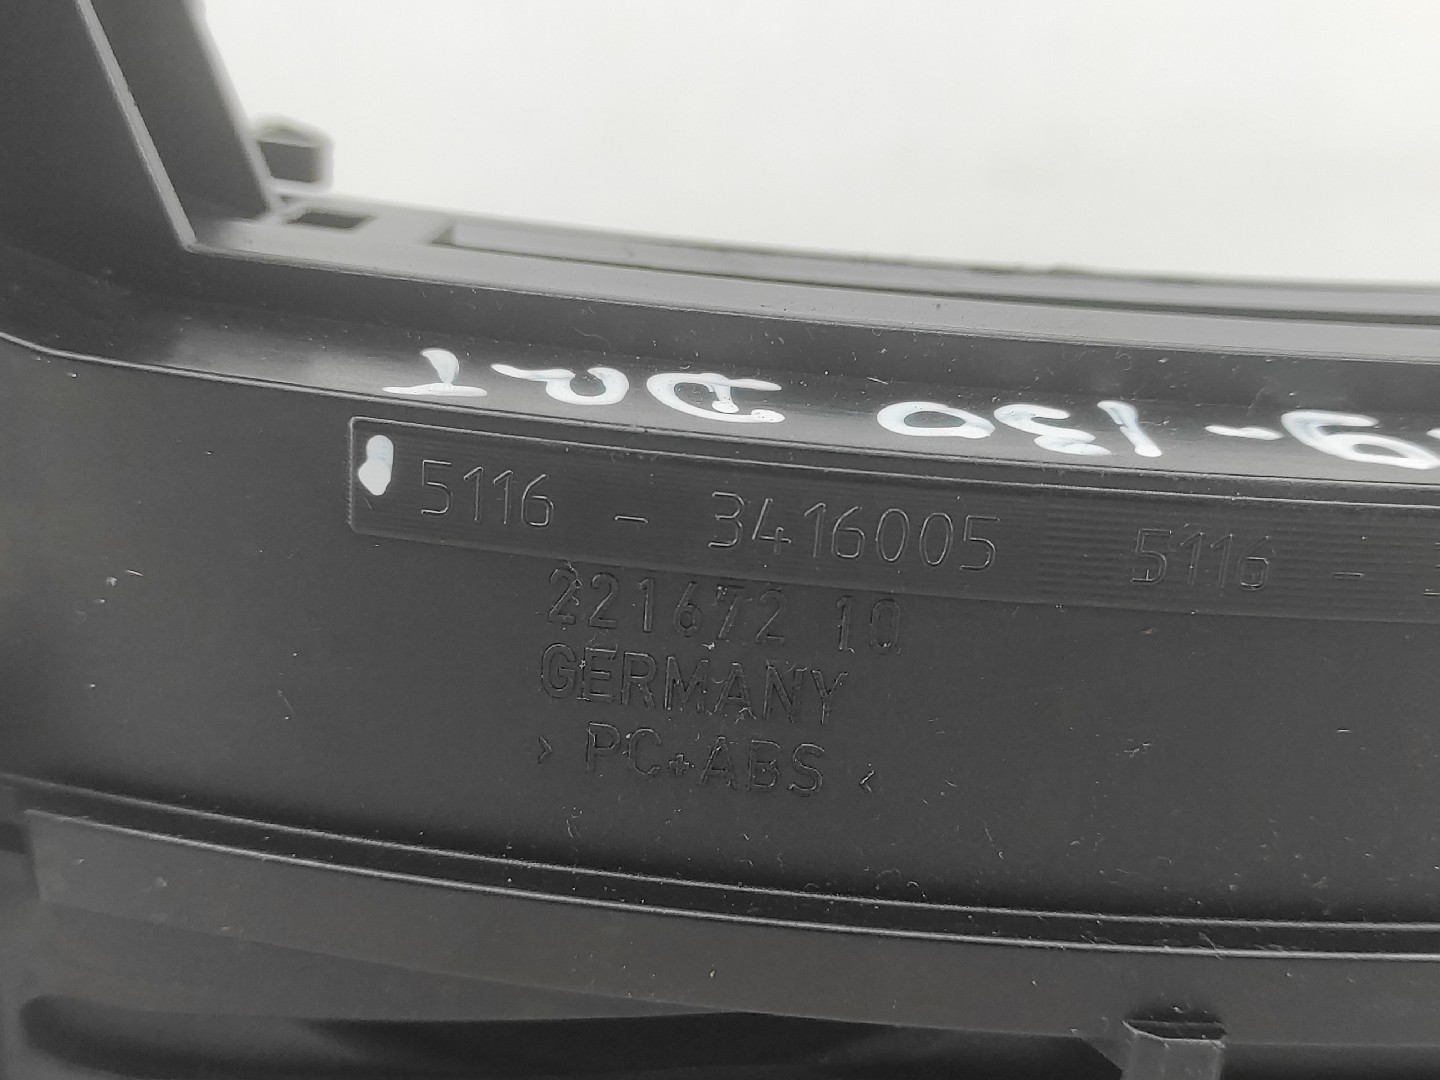 5116 - 3416005 5116 -
221672 10
GERMANY
> PC+ABS <